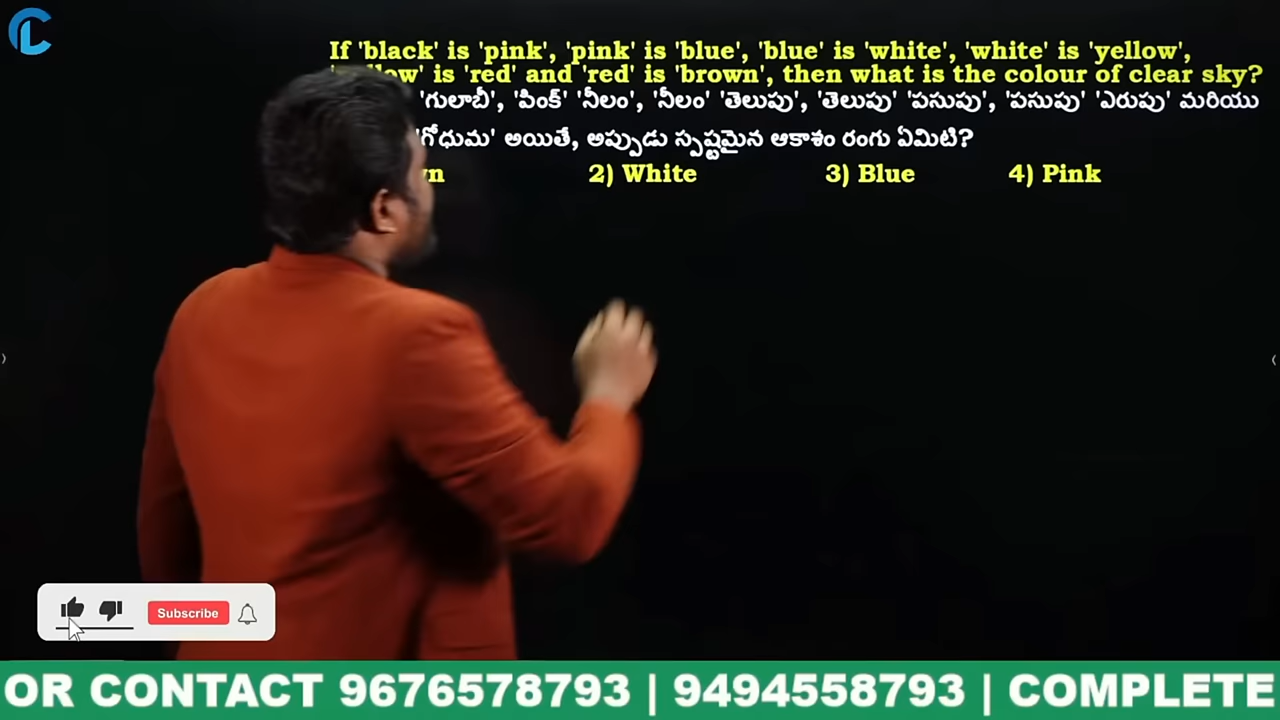 If 'black' is 'pink', 'pink' is 'blue', 'blue' is 'white', 'white' is 'yellow',
is 'red' and 'red' is 'brown', then what is the colour of clear sky?
'గులాబీ', 'పింక్' 'నీలం', 'నీలం' 'తెలుపు', 'తెలుపు' 'పసుపు', 'పసుపు' 'ఎరుపు' మరియు
'గోధుమ' అయితే, అప్పుడు స్పష్టమైన ఆకాశం రంగు ఏమిటి?
2) White 3) Blue 4) Pink
Subscribe
OR CONTACT 9676578793 | 9494558793 | COMPLETE